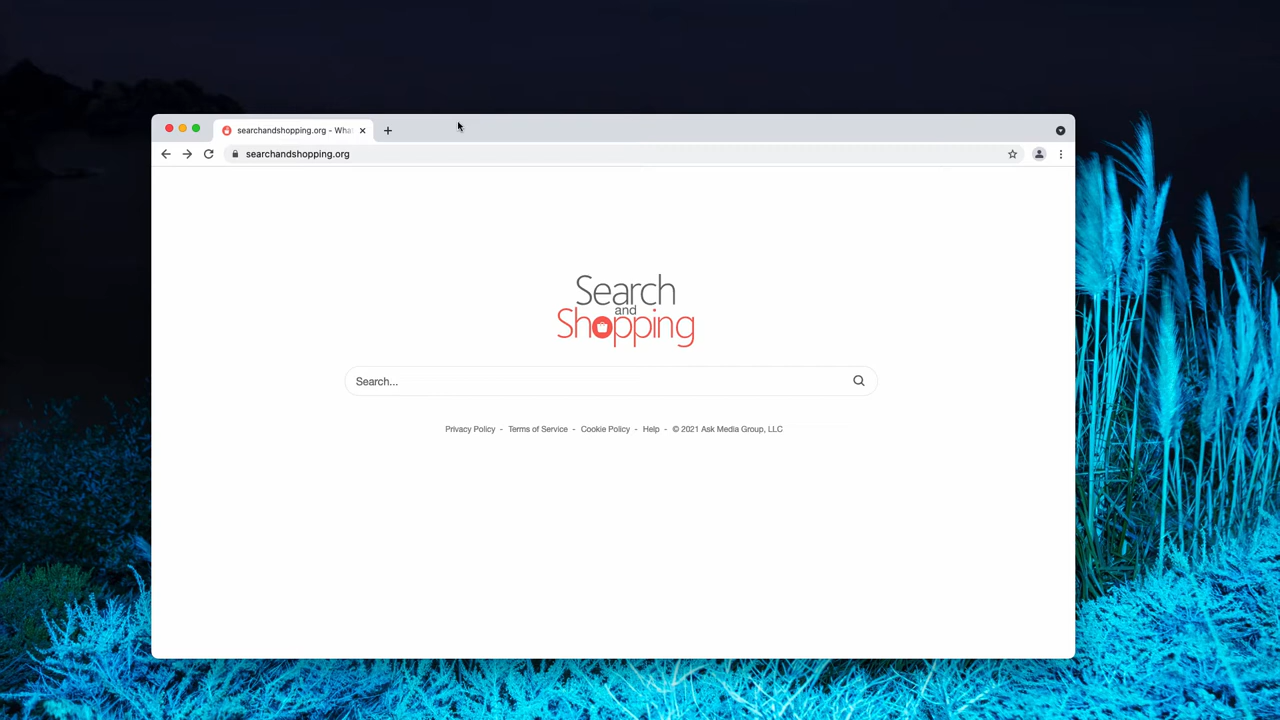 searchandshopping.org - Wha
searchandshopping.org
Search
and
Shopping
Search...
Privacy Policy - Terms of Service - Cookie Policy - Help - © 2021 Ask Media Group, LLC